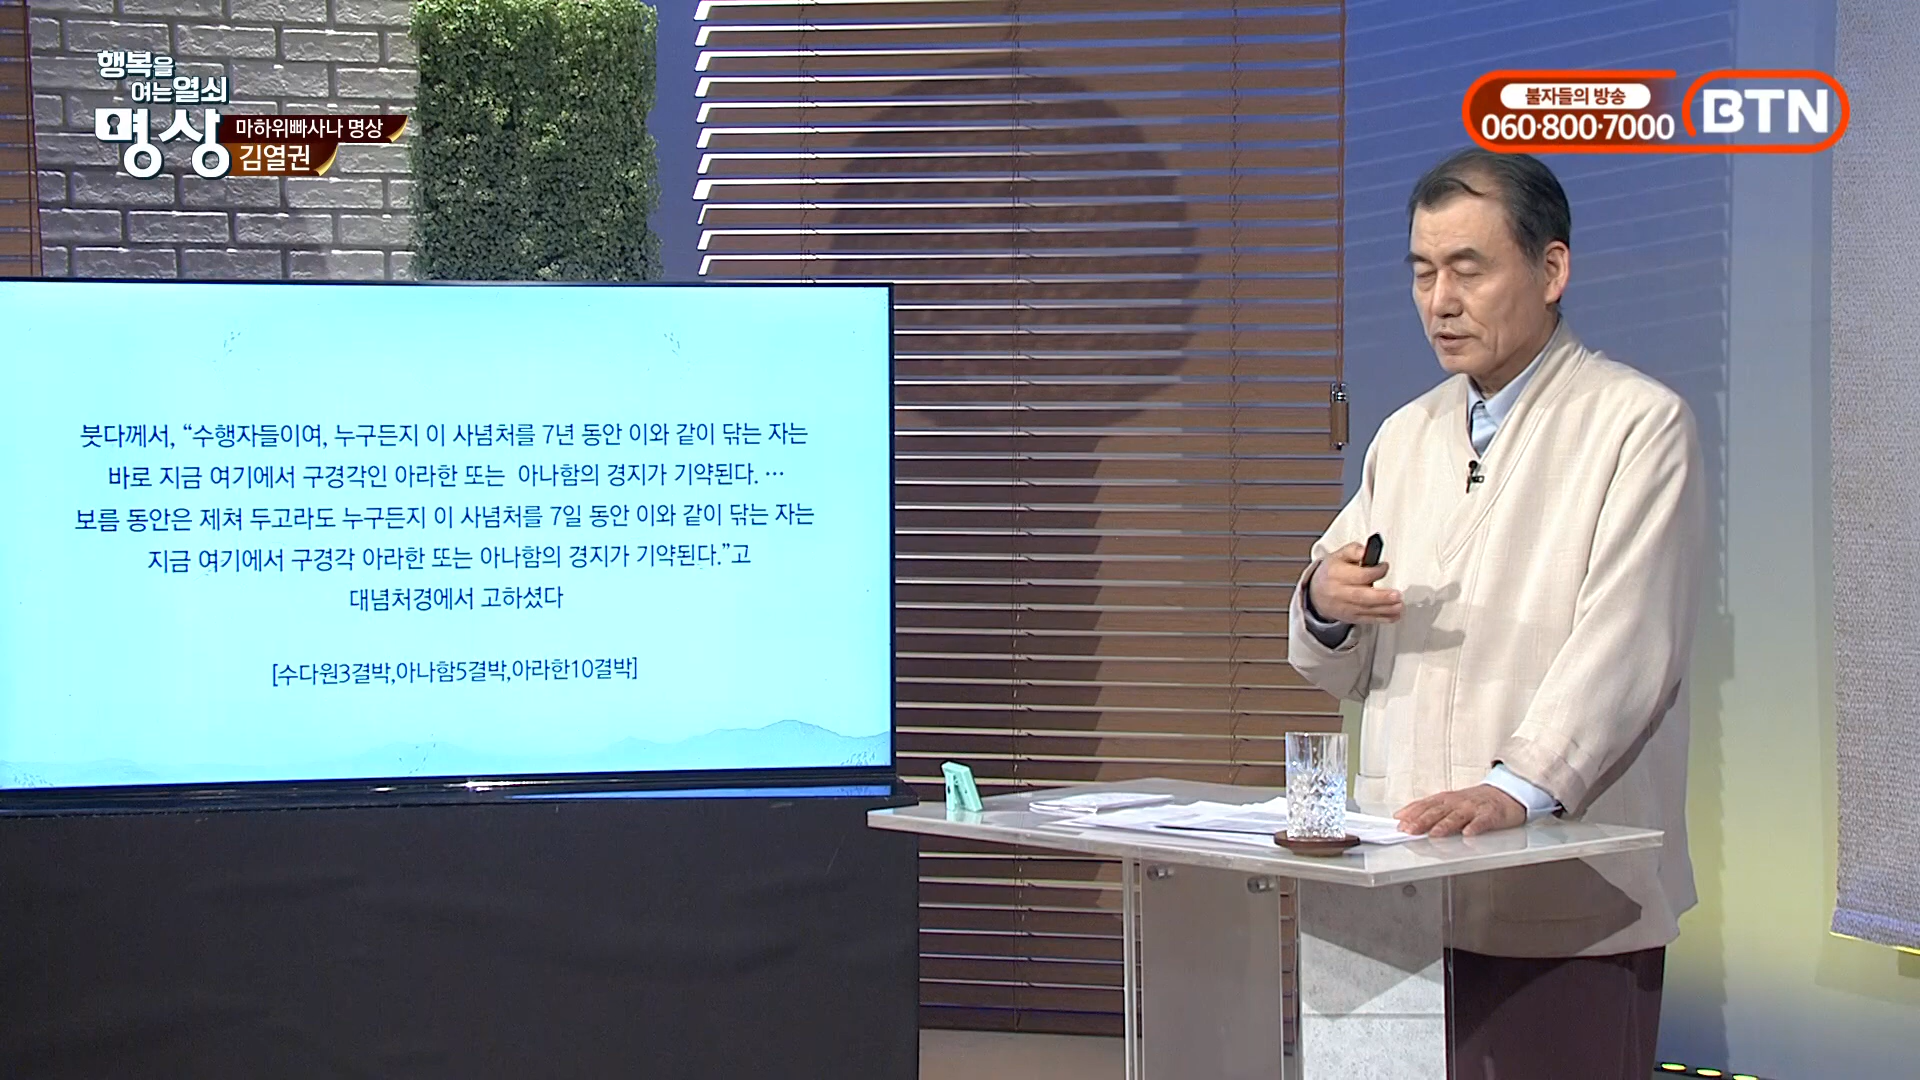 행복을
여는열쇠
명상
마하위빠사나 명상
김열권
불자들의 방송
060·800·7000
BTN
붓다께서, “수행자들이여, 누구든지 이 사념처를 7년 동안 이와 같이 닦는 자는
바로 지금 여기에서 구경각인 아라한 또는 아나함의 경지가 기약된다. …
보름 동안은 제쳐 두고라도 누구든지 이 사념처를 7일 동안 이와 같이 닦는 자는
지금 여기에서 구경각 아라한 또는 아나함의 경지가 기약된다.”고
대념처경에서 고하셨다
[수다원3결박,아나함5결박,아라한10결박]